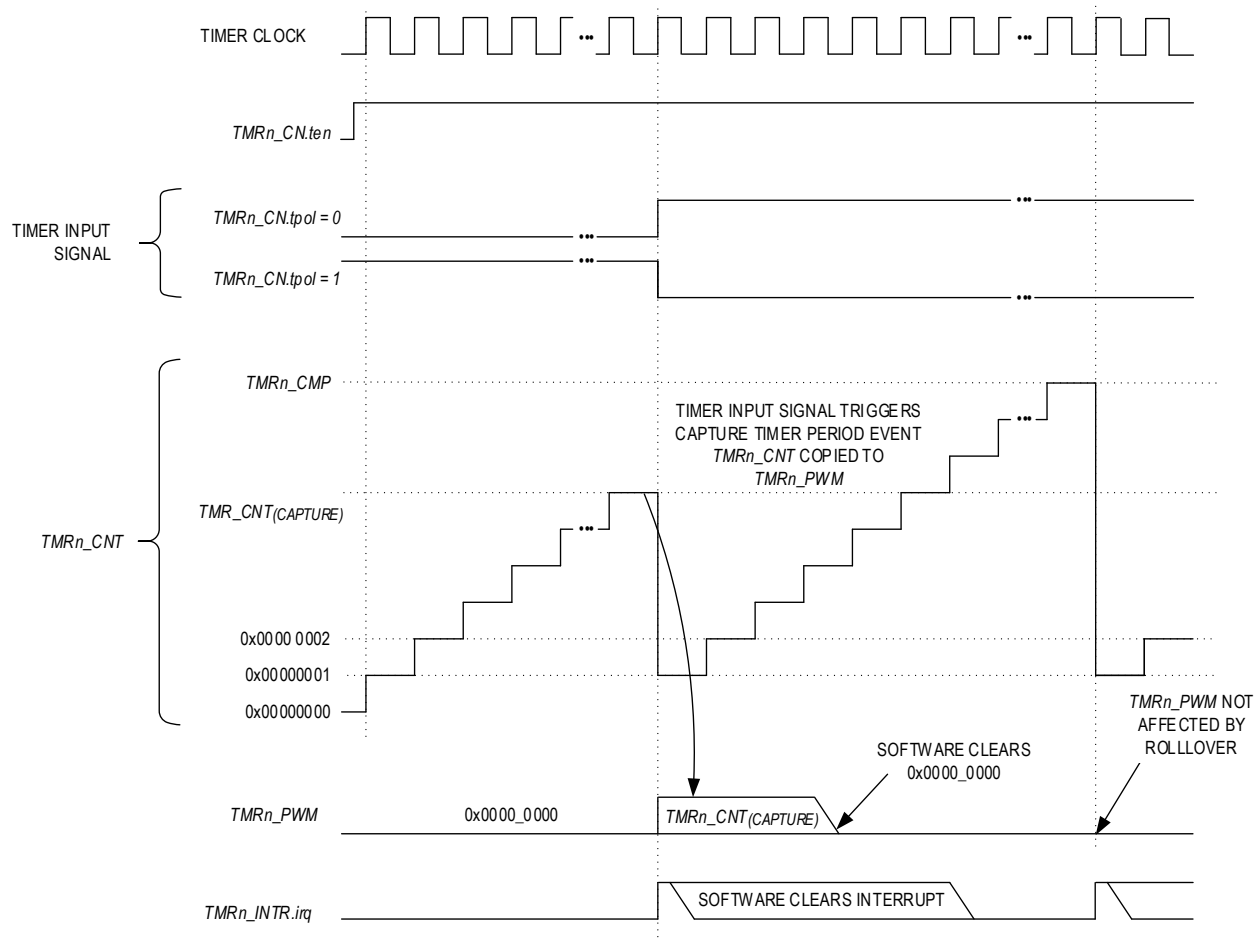 TIMER CLOCK
TMRn_CN.ten
TIMER INPUT
SIGNAL
TMRn_CN.tpol = 0
TMRn_CN.tpol = 1
TMRn_CMP
TIMER INPUT SIGNAL TRIGGERS
CAPTURE TIMER PERIOD EVENT
TMRn_CNT COPIED TO
TMRn_PWM
TMR_CNT(CAPTURE)
TMRn_CNT
0x0000 0002
0x00000001
0x00000000
TMRn_PWM NOT
AFFECTED BY
ROLLLOVER
SOFTWARE CLEARS
0x0000_0000
TMRn_PWM
0x0000_0000
TMRn_CNT(CAPTURE)
TMRn_INTR.irq
SOFTWARE CLEARS INTERRUPT